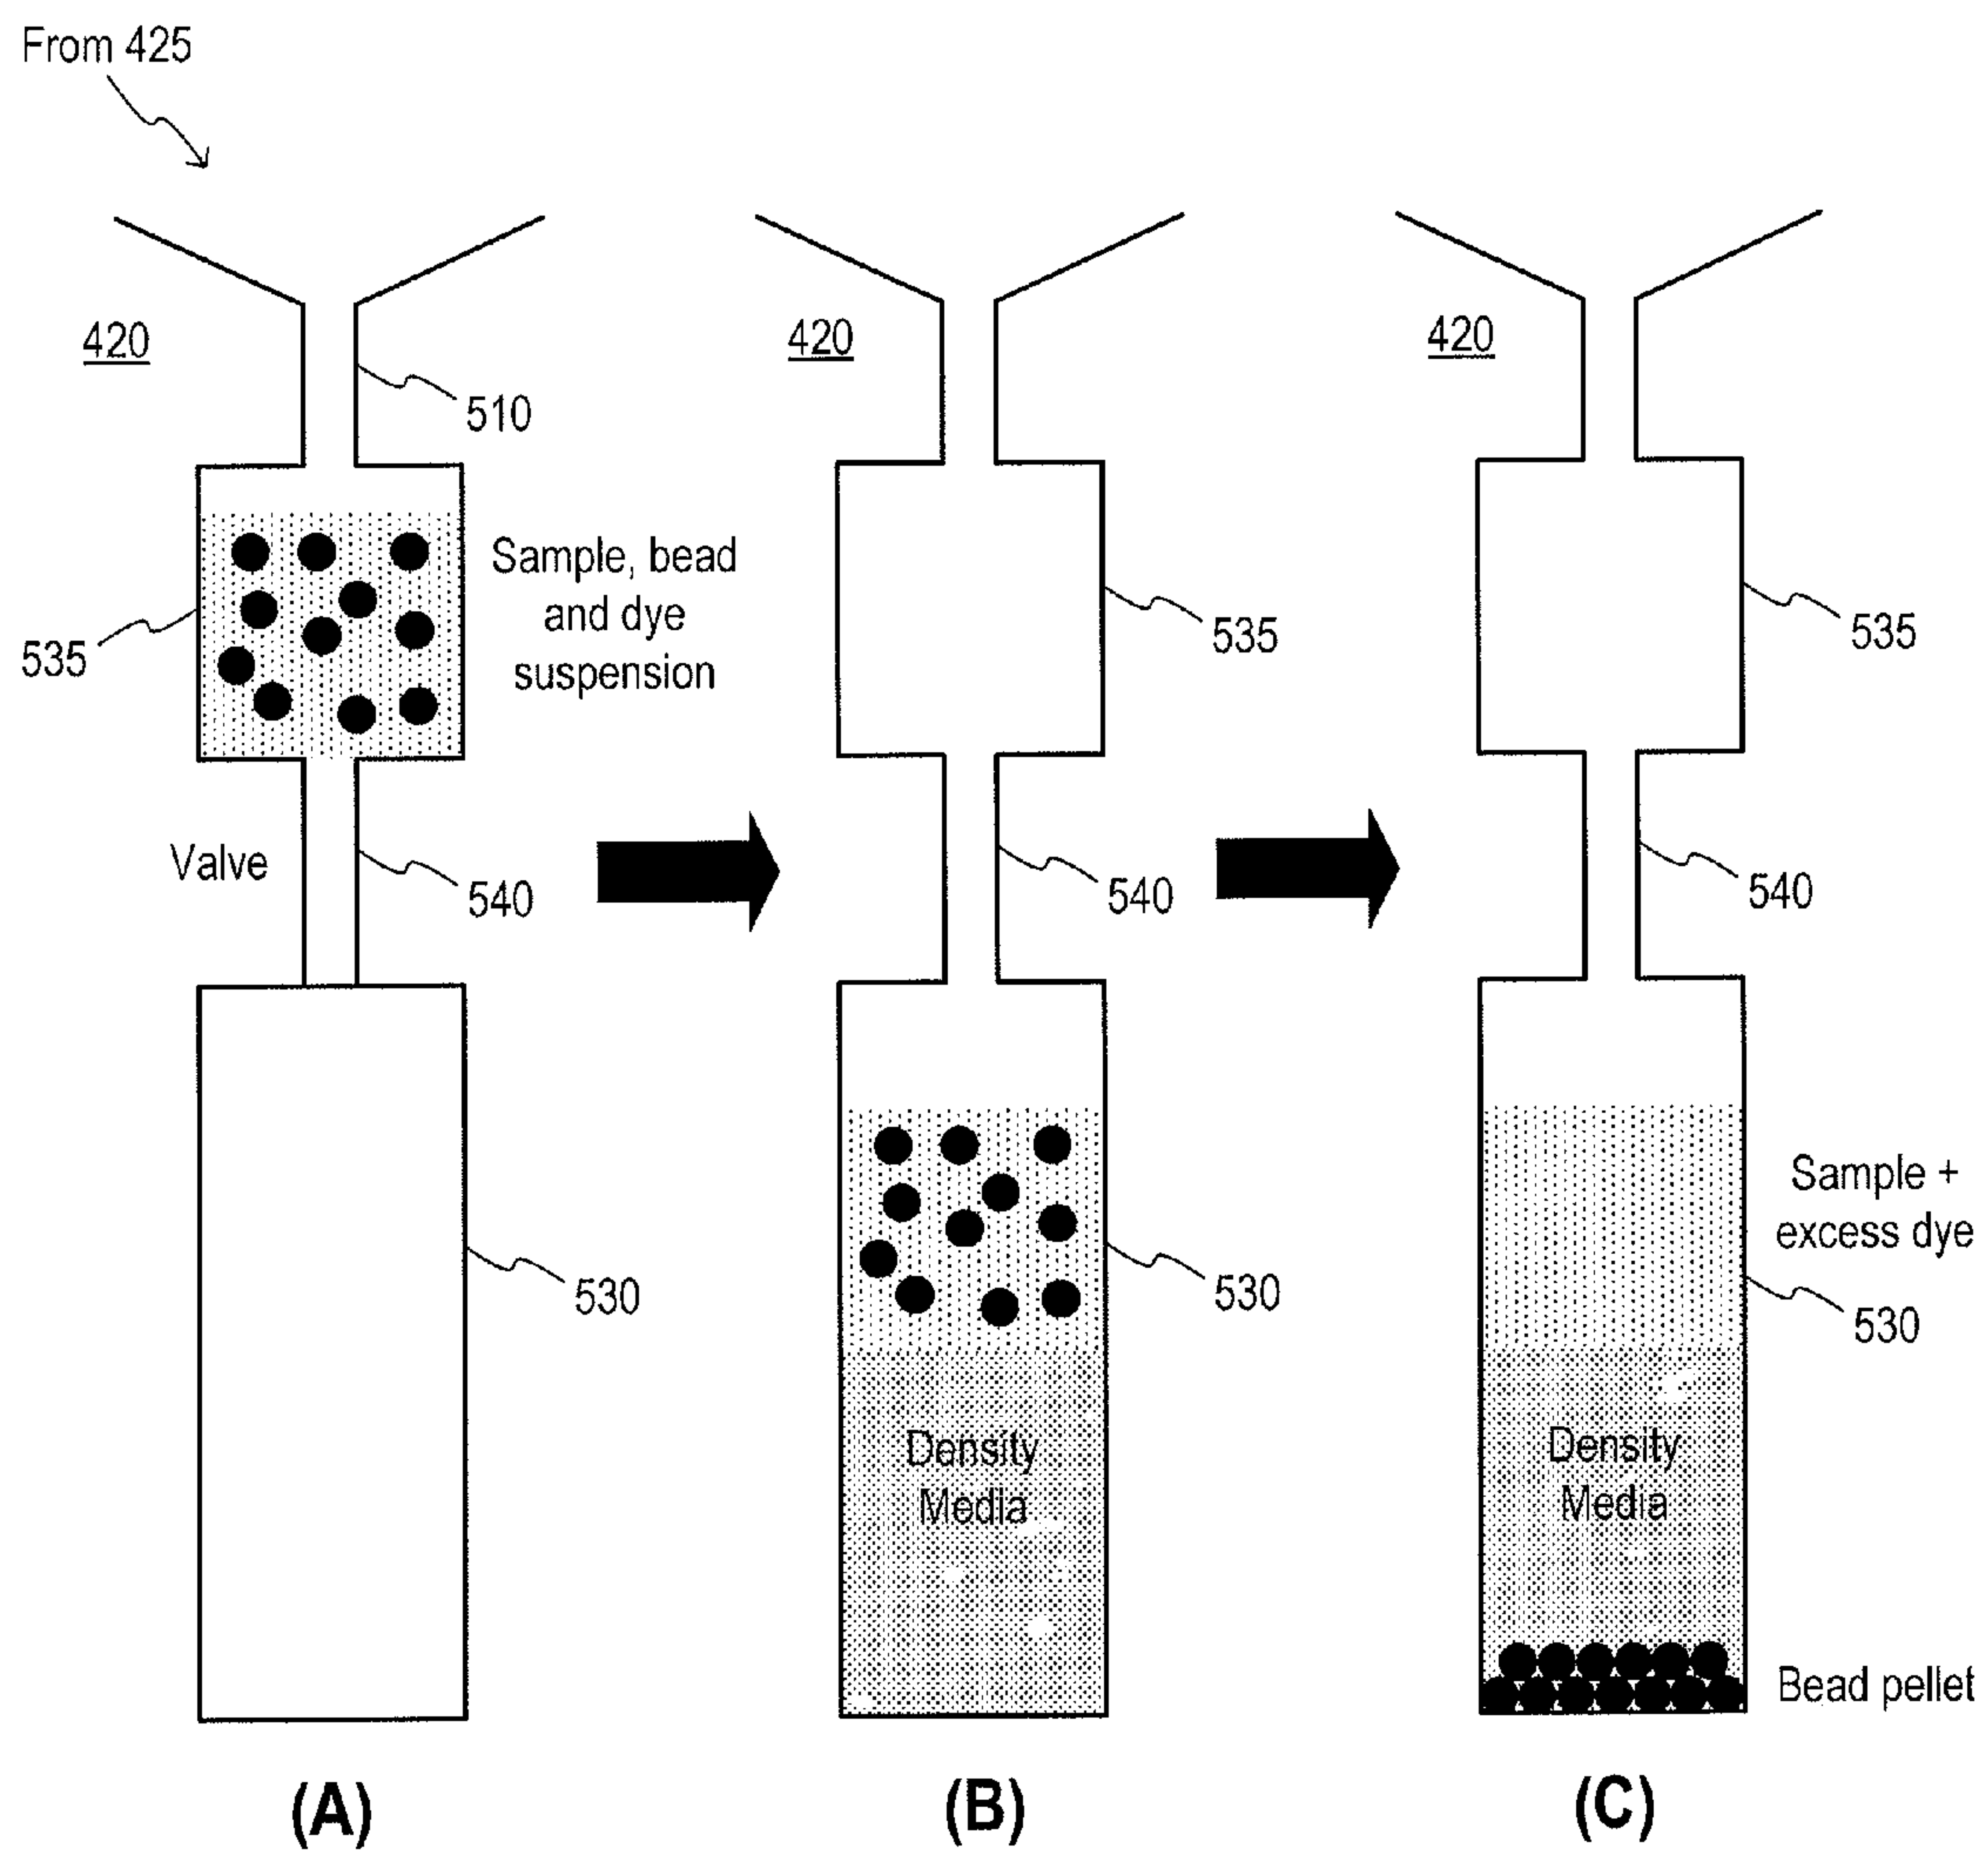 From 425
420
510
535
Sample, bead
and dye
suspension
Valve
540
530
(A)
420
535
540
530
Density
Media
(B)
420
535
540
Sample +
excess dye
530
Density
Media
Bead pellet
(C)